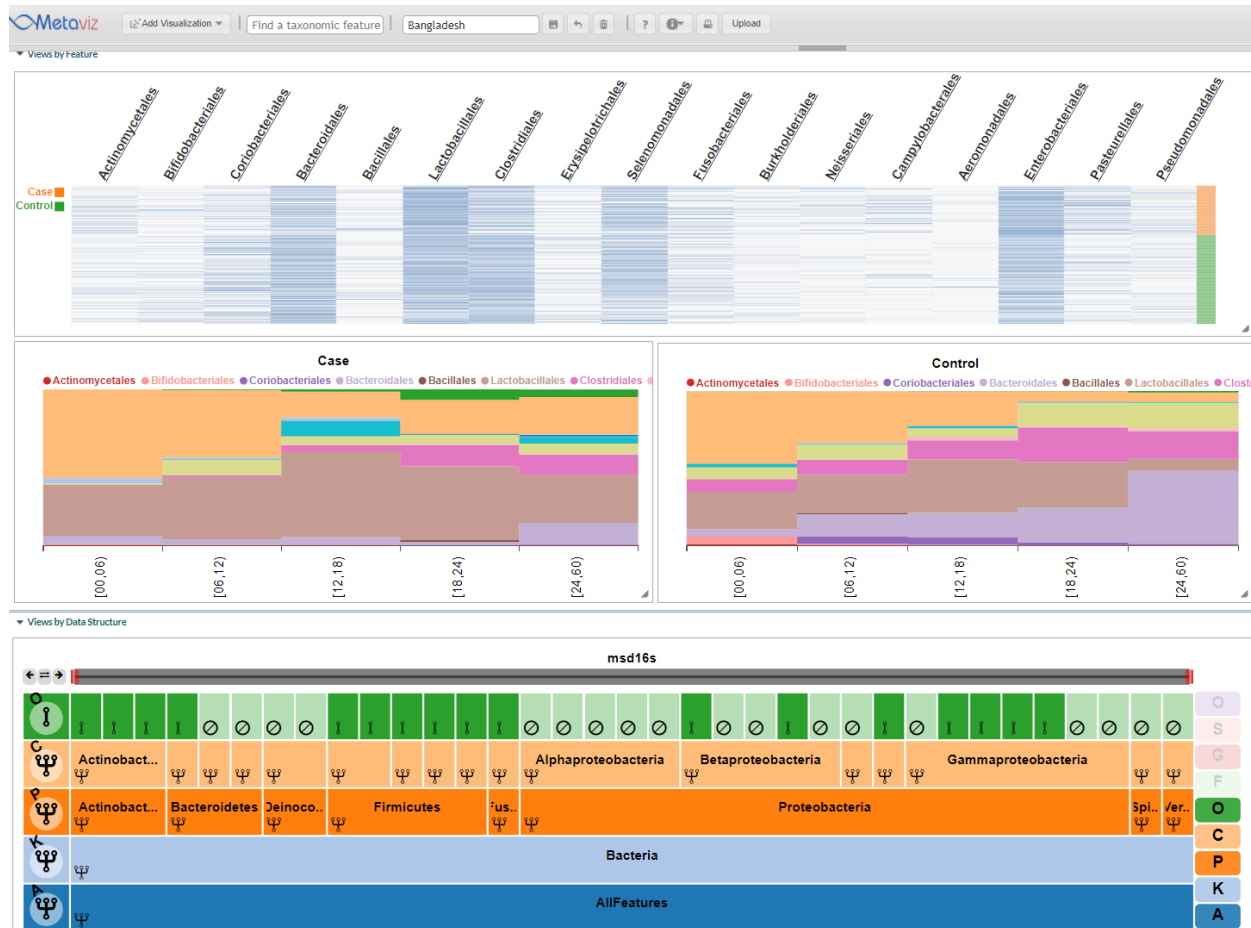 Metaviz Add Visualization Find a taxonomic feature Bangladesh ? i Upload
Views by Feature
Actinomycetales Bifidobacteriales Coriobacteriales Bacteroidales Bacillales Lactobacillales Clostridiales Erysipelotrichales Selenomonadales Fusobacteriales Burkholderiales Neisseriales Campylobacterales Aeromonadales Enterobacteriales Pasteurellales Pseudomonadales
Case
Control
Case
Actinomycetales Bifidobacteriales Coriobacteriales Bacteroidales Bacillales Lactobacillales Clostridiales
[00,06) [06,12) [12,18) [18,24) [24,60)
Control
Actinomycetales Bifidobacteriales Coriobacteriales Bacteroidales Bacillales Lactobacillales Clost
[00,06) [06,12) [12,18) [18,24) [24,60)
Views by Data Structure
msd16s
O O
S
C Actinobact... Alphaproteobacteria Betaproteobacteria Gammaproteobacteria G
F
P Actinobact... Bacteroidetes Deinoco.. Firmicutes Fus.. Proteobacteria Spi.. Ver.. O
C
K Bacteria P
K
A AllFeatures A